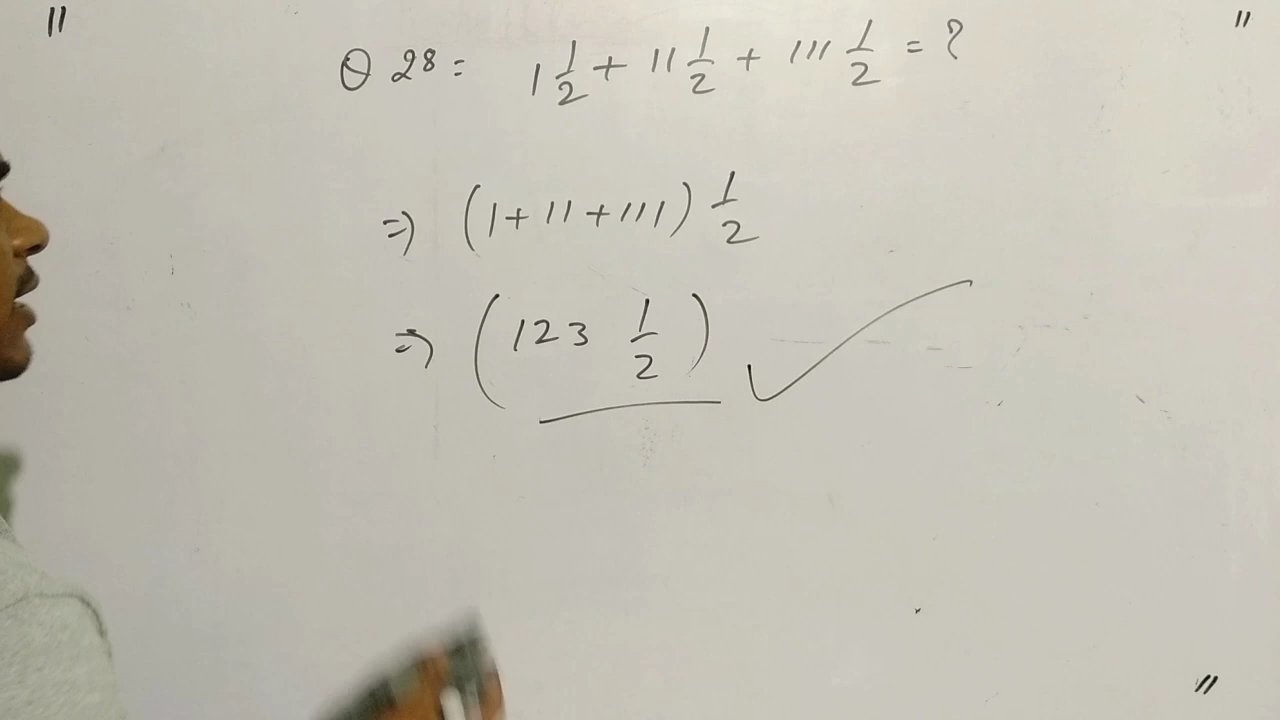 Q 28 = 1 1/2 + 11 1/2 + 111 1/2 = ?
=> (1 + 11 + 111) 1/2
=> (123 1/2) ✓